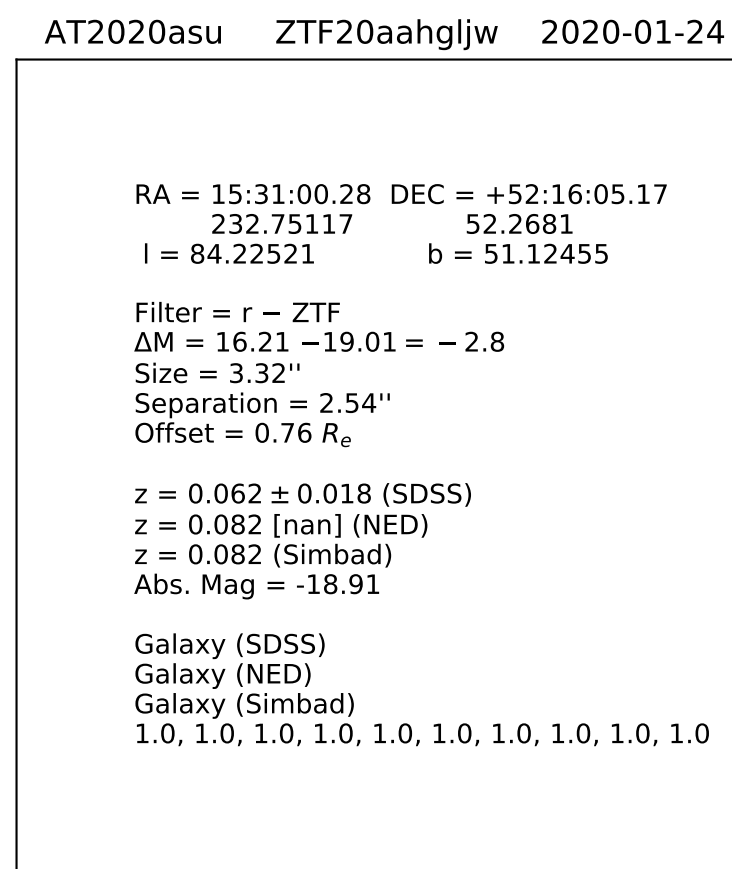 AT2020asu ZTF20aahgljw 2020-01-24
RA = 15:31:00.28 DEC = +52:16:05.17
232.75117 52.2681
l = 84.22521 b = 51.12455
Filter = r − ZTF
ΔM = 16.21 −19.01 = − 2.8
Size = 3.32''
Separation = 2.54''
Offset = 0.76 Rₑ
z = 0.062 ± 0.018 (SDSS)
z = 0.082 [nan] (NED)
z = 0.082 (Simbad)
Abs. Mag = -18.91
Galaxy (SDSS)
Galaxy (NED)
Galaxy (Simbad)
1.0, 1.0, 1.0, 1.0, 1.0, 1.0, 1.0, 1.0, 1.0, 1.0